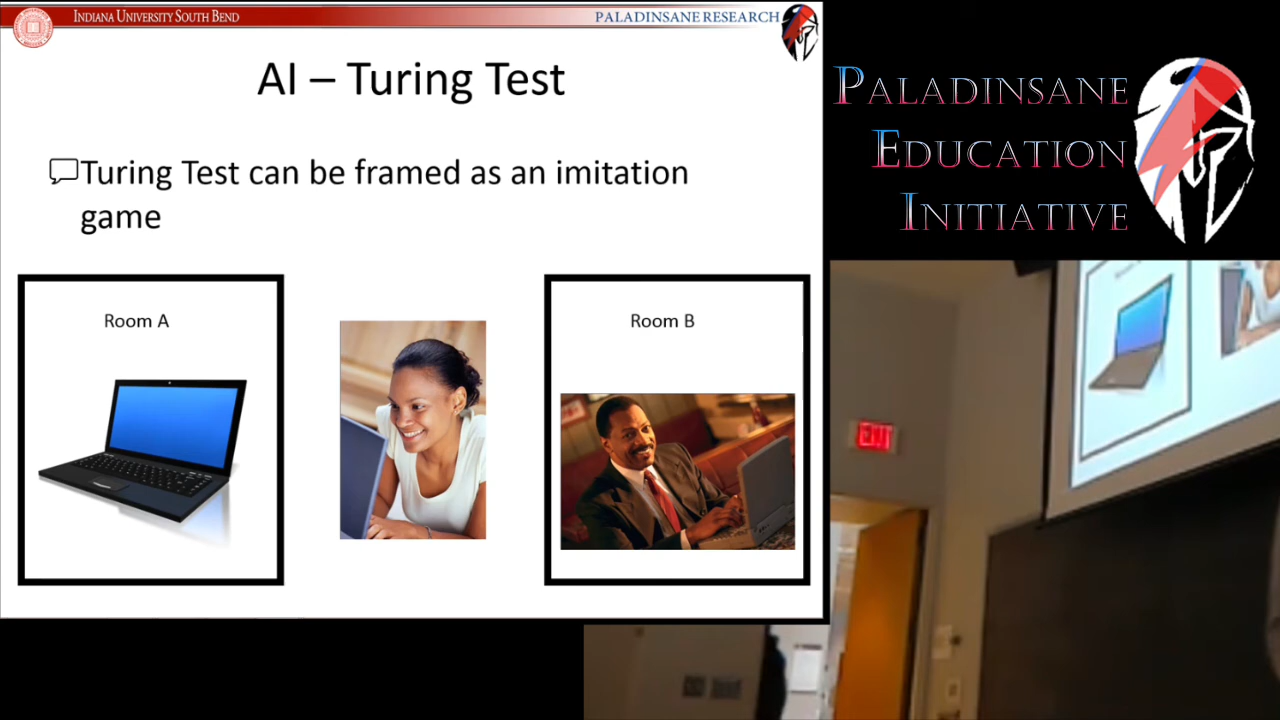 INDIANA UNIVERSITY SOUTH BEND
PALADINSANE RESEARCH
AI – Turing Test
Turing Test can be framed as an imitation
game
Room A
Room B
PALADINSANE
EDUCATION
INITIATIVE
EXIT